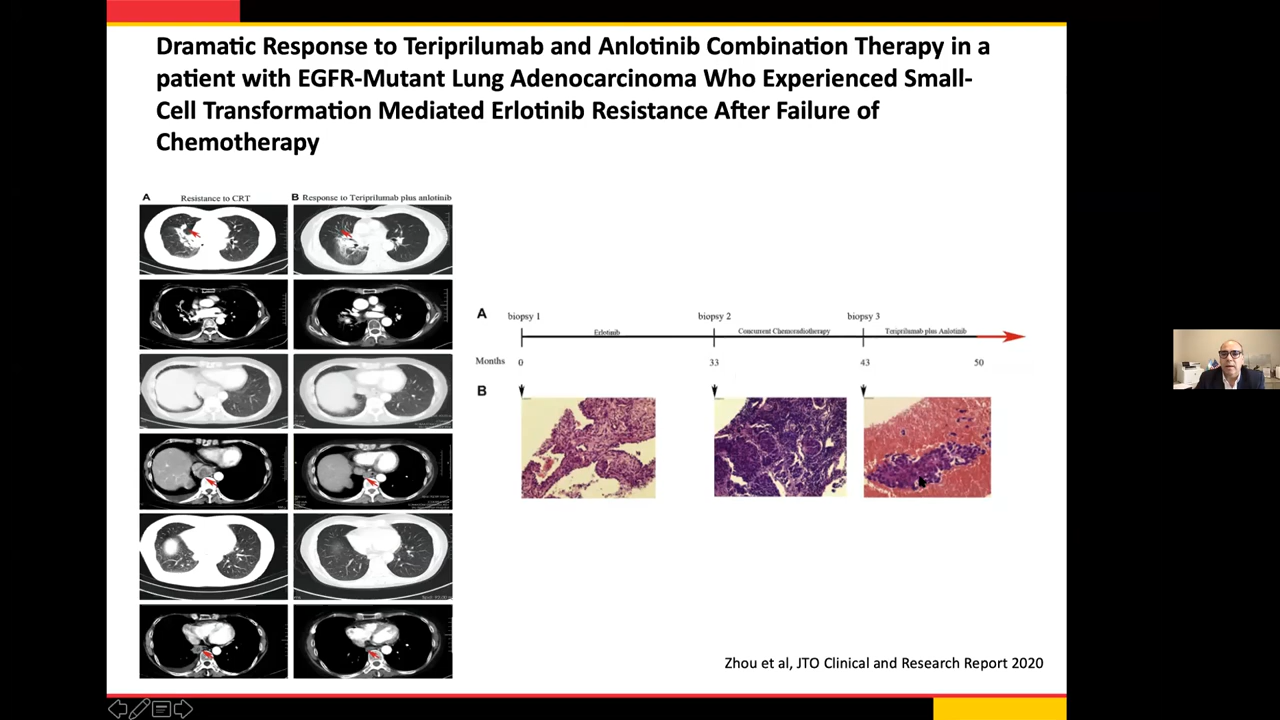 Dramatic Response to Teriprilumab and Anlotinib Combination Therapy in a
patient with EGFR-Mutant Lung Adenocarcinoma Who Experienced Small-
Cell Transformation Mediated Erlotinib Resistance After Failure of
Chemotherapy
A Resistance to CRT
B Response to Teriprilumab plus anlotinib
A
biopsy 1 biopsy 2 biopsy 3
Erlotinib Concurrent Chemoradiotherapy Teriprilumab plus Anlotinib
Months 0 33 43 50
B
Zhou et al, JTO Clinical and Research Report 2020